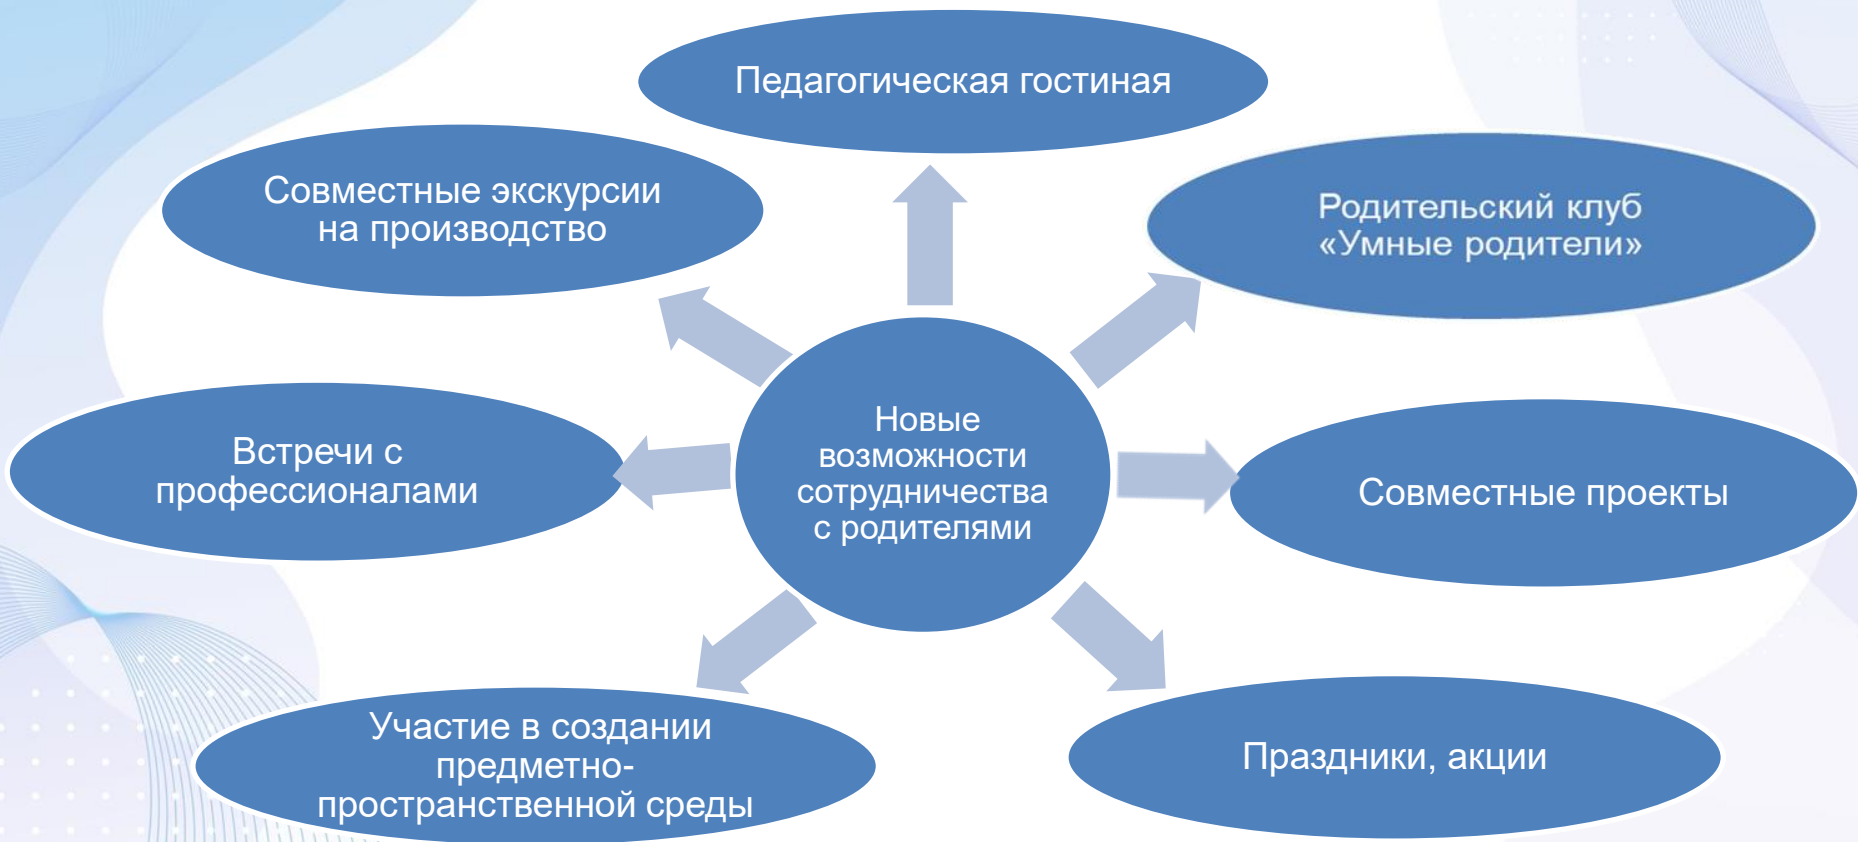 Педагогическая гостиная
Совместные экскурсии
на производство
Родительский клуб
«Умные родители»
Встречи с
профессионалами
Новые
возможности
сотрудничества
с родителями
Совместные проекты
Участие в создании
предметно-
пространственной среды
Праздники, акции